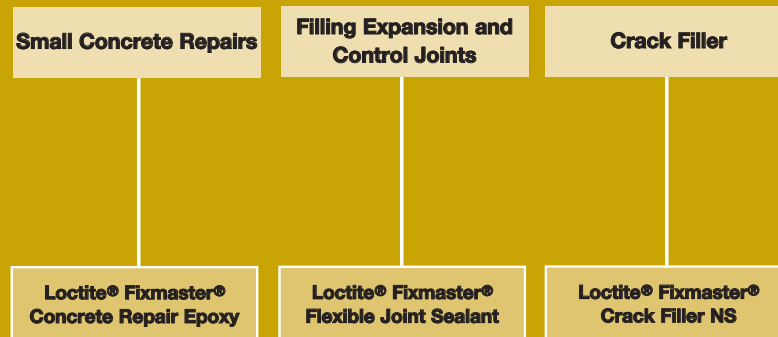 Small Concrete Repairs
Filling Expansion and
Control Joints
Crack Filler
Loctite® Fixmaster®
Concrete Repair Epoxy
Loctite® Fixmaster®
Flexible Joint Sealant
Loctite® Fixmaster®
Crack Filler NS